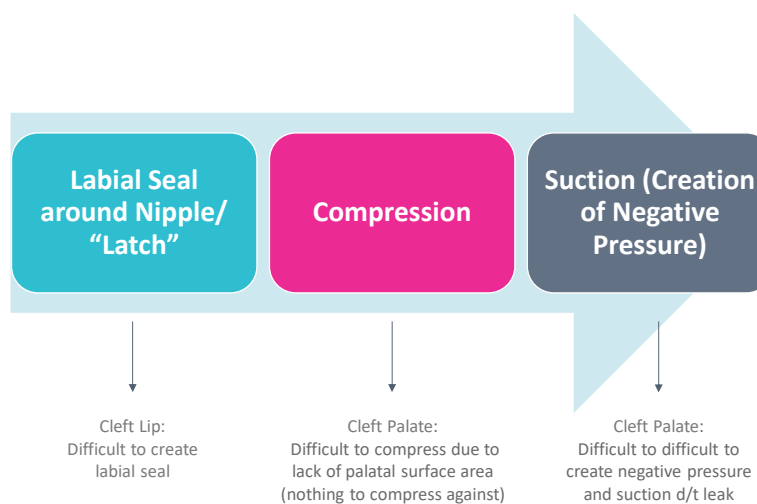 Labial Seal
around Nipple/
“Latch”
Compression
Suction (Creation
of Negative
Pressure)
Cleft Lip:
Difficult to create
labial seal
Cleft Palate:
Difficult to compress due to
lack of palatal surface area
(nothing to compress against)
Cleft Palate:
Difficult to difficult to
create negative pressure
and suction d/t leak